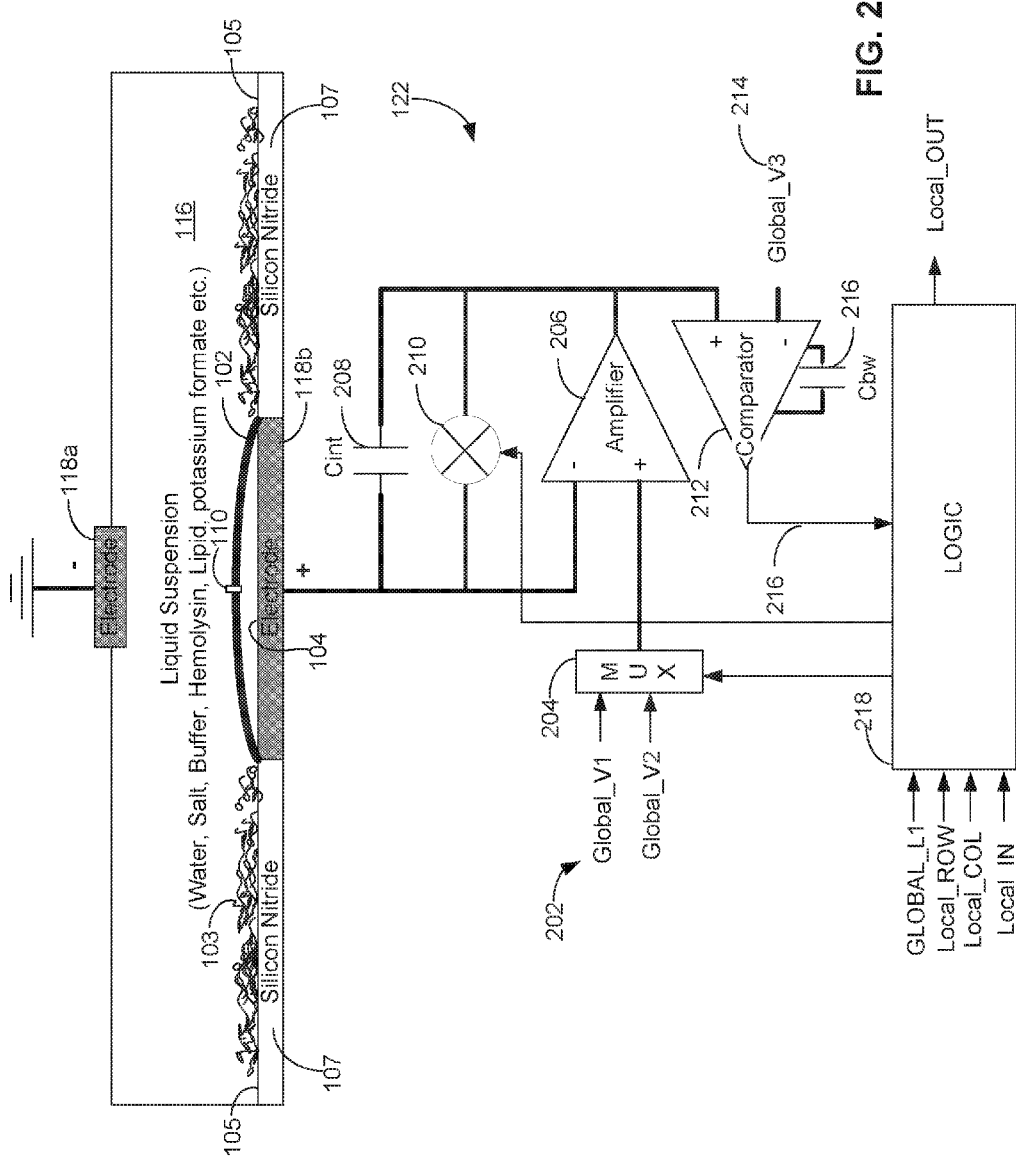 FIG. 2
118a
-
Electrode
105
Liquid Suspension
(Water, Salt, Buffer, Hemolysin, Lipid, potassium formate etc.)
116
110
102
103
107
Silicon Nitride
Electrode
Silicon Nitride
107
105
104
118b
+
122
Cint
208
210
206
Amplifier
-
+
204
MUX
202
Global_V1
Global_V2
Global_V3
214
212
Comparator
+
-
216
Cbw
216
218
LOGIC
GLOBAL_L1
Local_ROW
Local_COL
Local_IN
Local_OUT